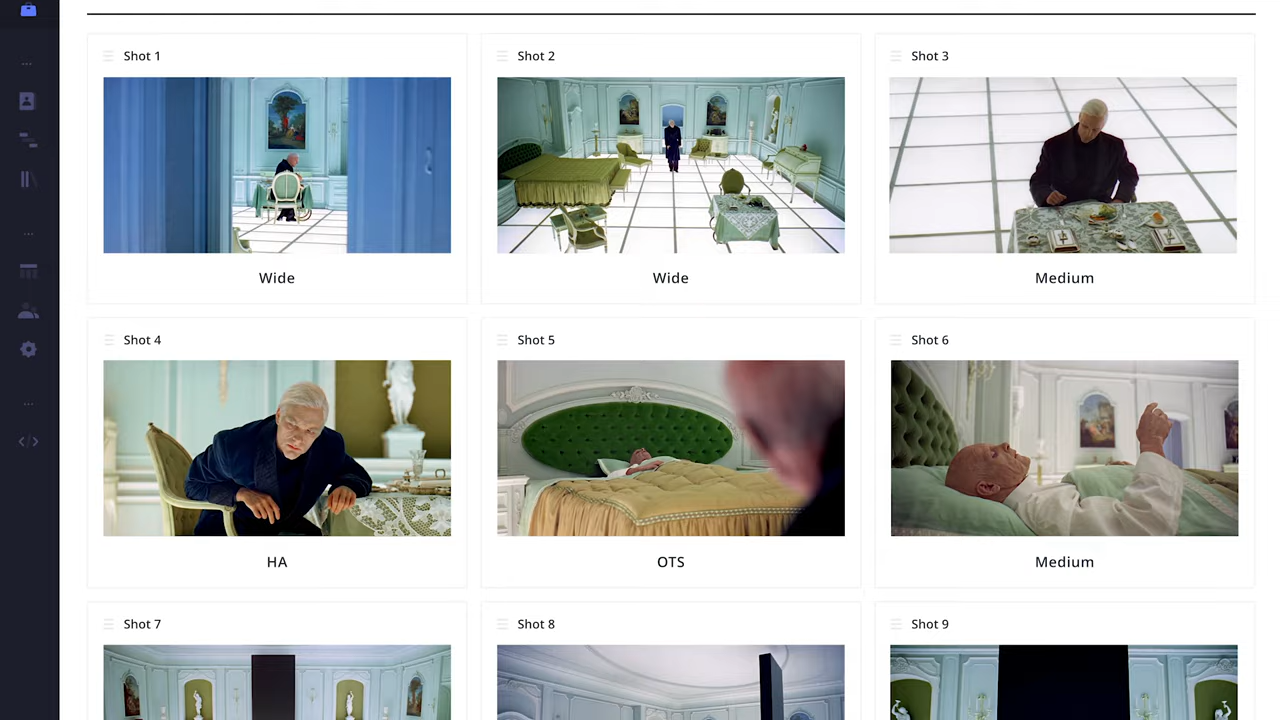 Shot 1
Shot 2
Shot 3
Wide
Wide
Medium
Shot 4
Shot 5
Shot 6
HA
OTS
Medium
Shot 7
Shot 8
Shot 9